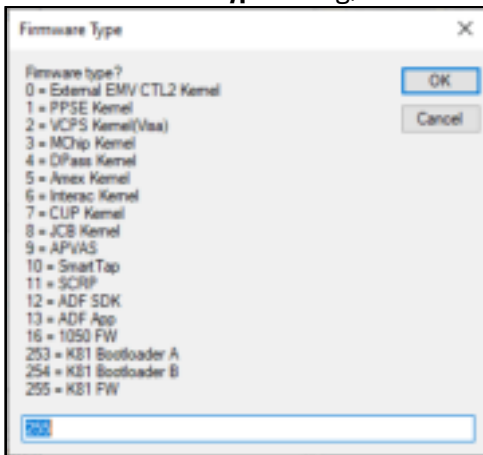 Firmware Type
Firmware type?
0 = External EMV CTL2 Kernel
1 = PPSE Kernel
2 = VCPS Kernel(Visa)
3 = MChip Kernel
4 = DPass Kernel
5 = Amex Kernel
6 = Interac Kernel
7 = CUP Kernel
8 = JCB Kernel
9 = APVAS
10 = SmartTap
11 = SCRP
12 = ADF SDK
13 = ADF App
16 = 1050 FW
253 = K81 Bootloader A
254 = K81 Bootloader B
255 = K81 FW
OK
Cancel
255